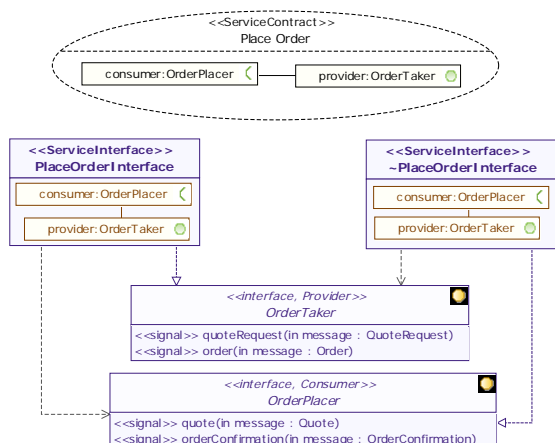 <<ServiceContract>>
Place Order
consumer:OrderPlacer
provider:OrderTaker
<<ServiceInterface>>
PlaceOrderInterface
consumer:OrderPlacer
provider:OrderTaker
<<ServiceInterface>>
~PlaceOrderInterface
consumer:OrderPlacer
provider:OrderTaker
<<interface, Provider>>
OrderTaker
<<signal>> quoteRequest(in message : QuoteRequest)
<<signal>> order(in message : Order)
<<interface, Consumer>>
OrderPlacer
<<signal>> quote(in message : Quote)
<<signal>> orderConfirmation(in message : OrderConfirmation)